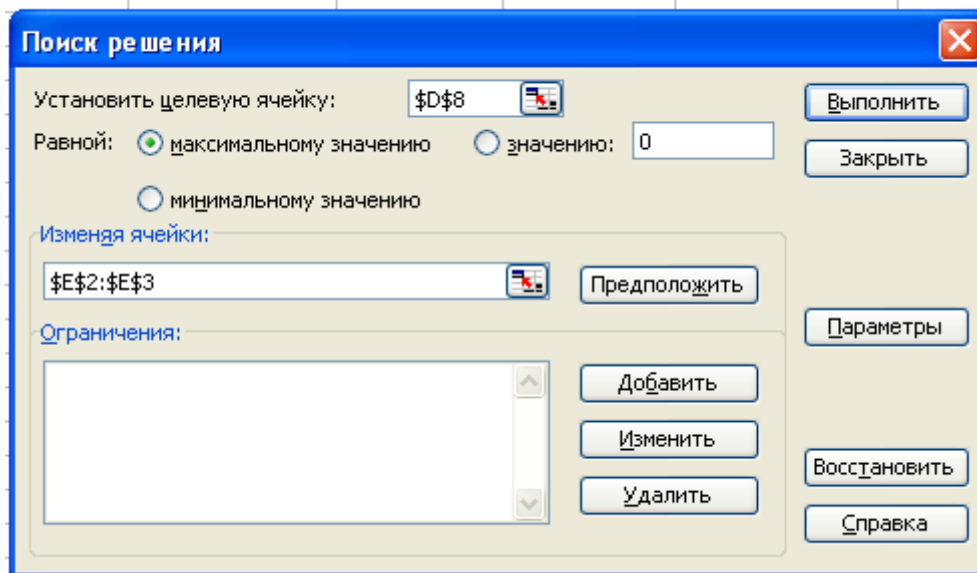 Поиск решения
Установить целевую ячейку: $D$8
Выполнить
Равной: максимальному значению значению: 0
Закрыть
минимальному значению
Изменяя ячейки:
$E$2:$E$3
Предположить
Ограничения:
Параметры
Добавить
Изменить
Удалить
Восстановить
Справка